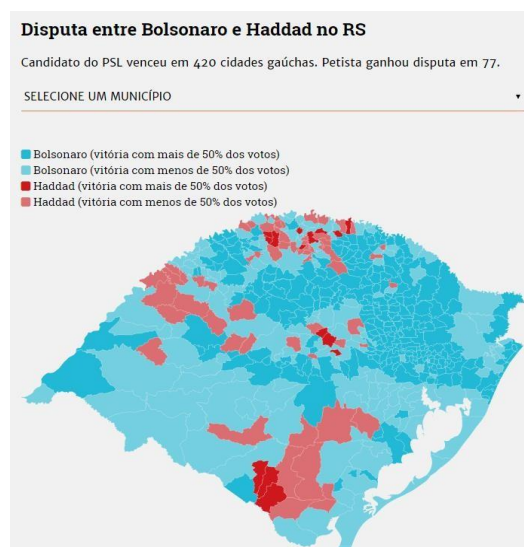 Disputa entre Bolsonaro e Haddad no RS
Candidato do PSL venceu em 420 cidades gaúchas. Petista ganhou disputa em 77.
SELECIONE UM MUNICÍPIO
Bolsonaro (vitória com mais de 50% dos votos)
Bolsonaro (vitória com menos de 50% dos votos)
Haddad (vitória com mais de 50% dos votos)
Haddad (vitória com menos de 50% dos votos)